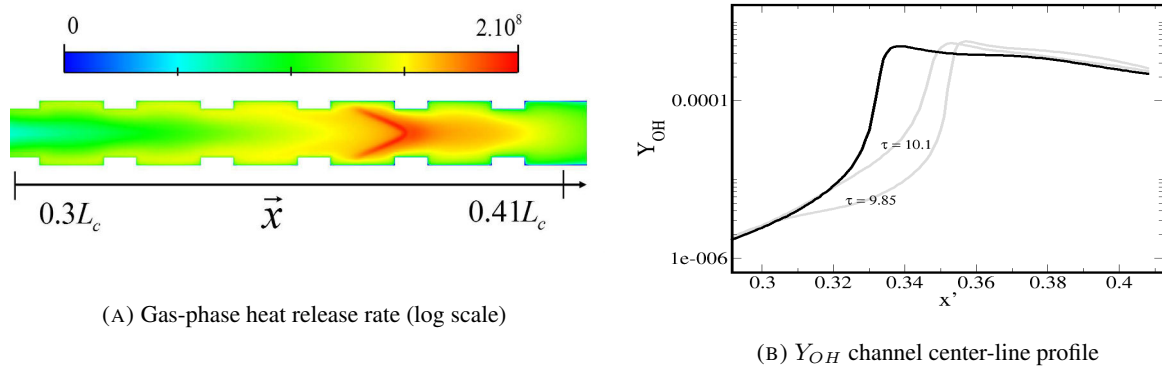 0
2.10⁸
0.3L_c
x⃗
0.41L_c
(A) Gas-phase heat release rate (log scale)
Y_OH
0.0001
1e-006
τ = 10.1
τ = 9.85
0.3 0.32 0.34 0.36 0.38 0.4
x'
(B) Y_OH channel center-line profile